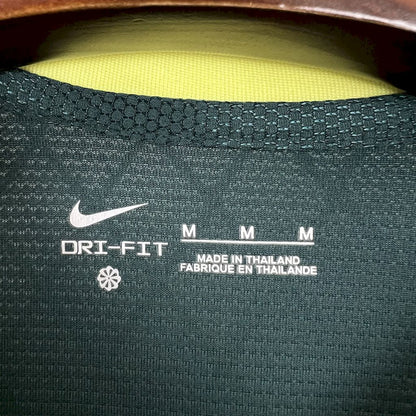 DRI-FIT
M M M
MADE IN THAILAND
FABRIQUE EN THAILANDE